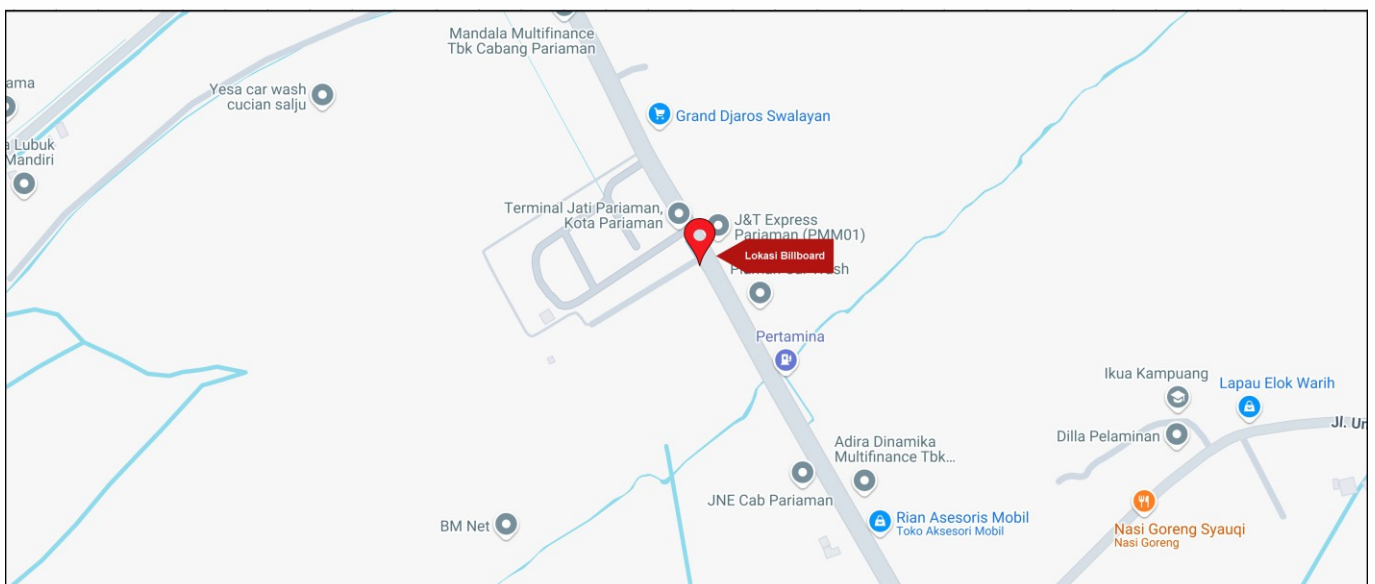 Mandala Multifinance
Tbk Cabang Pariaman
ama
Yesa car wash
cucian salju
Grand Djaros Swalayan
a Lubuk
Mandiri
Terminal Jati Pariaman,
Kota Pariaman
J&T Express
Pariaman (PMM01)
Lokasi Billboard
sh
Pertamina
Ikua Kampuang
Lapau Elok Warih
Jl. Ur
Dilla Pelaminan
Adira Dinamika
Multifinance Tbk...
JNE Cab Pariaman
BM Net
Rian Asesoris Mobil
Toko Aksesori Mobil
Nasi Goreng Syauqi
Nasi Goreng